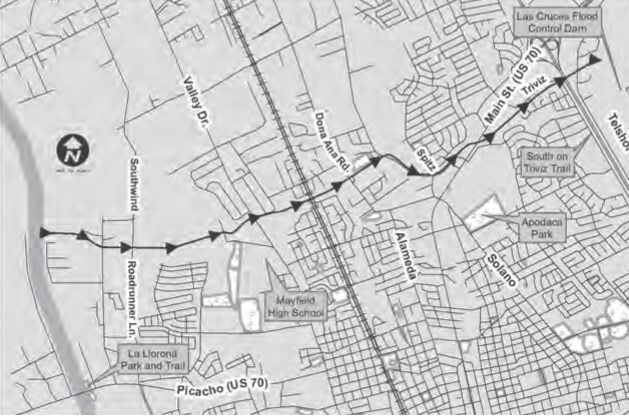 Las Cruces Flood
Control Dam
Main St. (US 70)
Triviz
Valley Dr.
Dona Ana Rd.
Spitz
Telshor
South on
Triviz Trail
N
Southwind
Apodaca
Park
Alameda
Solano
Roadrunner Ln.
Mayfield
High School
La Llorona
Park and Trail
Picacho (US 70)